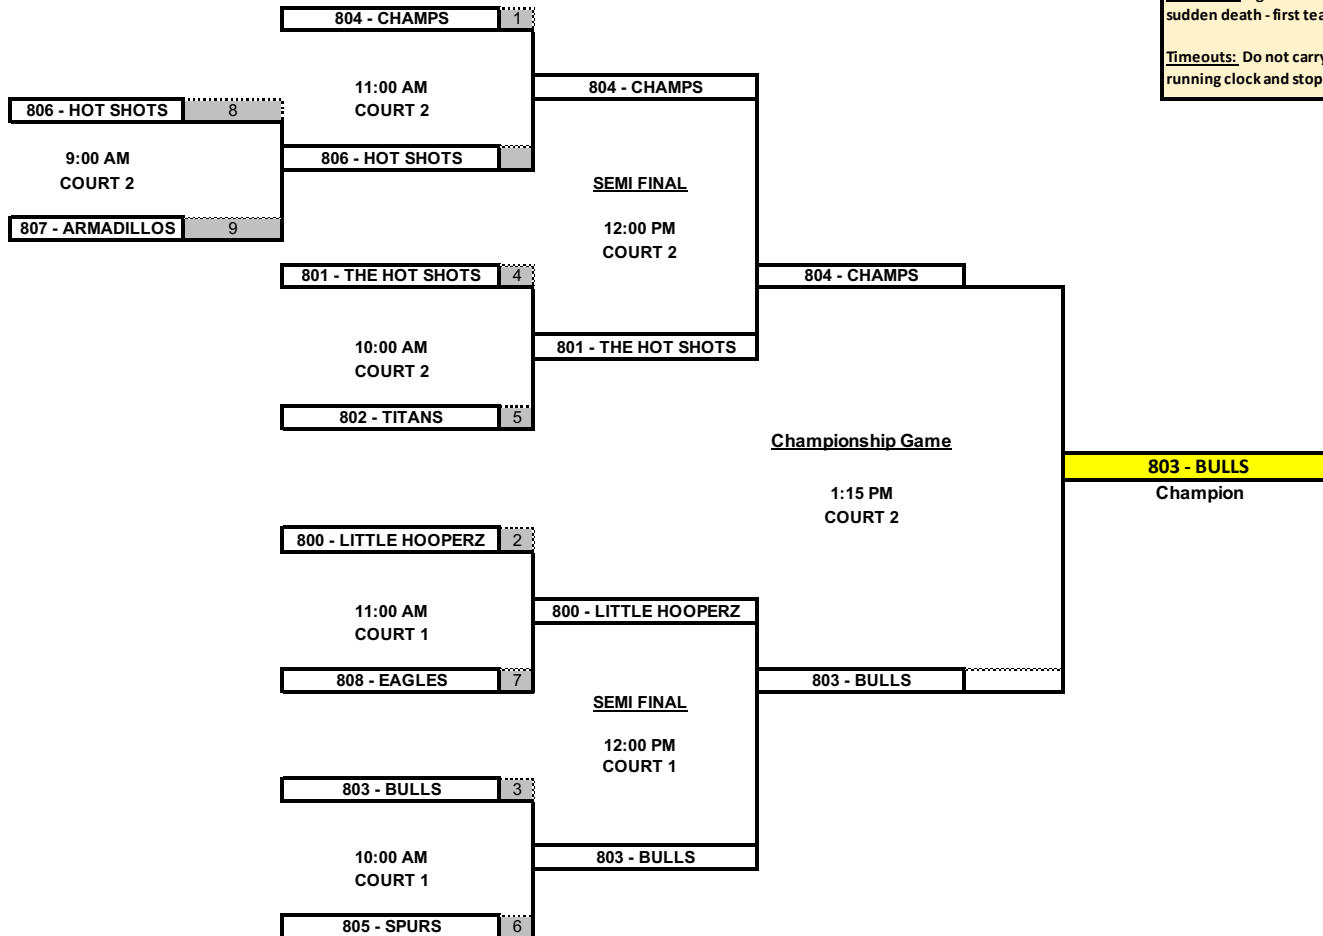 804 - CHAMPS 1
sudden death - first tea
Timeouts: Do not carry
running clock and stop
11:00 AM
COURT 2
804 - CHAMPS
806 - HOT SHOTS 8
9:00 AM
COURT 2
806 - HOT SHOTS
807 - ARMADILLOS 9
SEMI FINAL
12:00 PM
COURT 2
801 - THE HOT SHOTS 4
804 - CHAMPS
10:00 AM
COURT 2
801 - THE HOT SHOTS
802 - TITANS 5
Championship Game
1:15 PM
COURT 2
803 - BULLS
Champion
800 - LITTLE HOOPERZ 2
11:00 AM
COURT 1
800 - LITTLE HOOPERZ
808 - EAGLES 7
803 - BULLS
SEMI FINAL
12:00 PM
COURT 1
803 - BULLS 3
10:00 AM
COURT 1
803 - BULLS
805 - SPURS 6